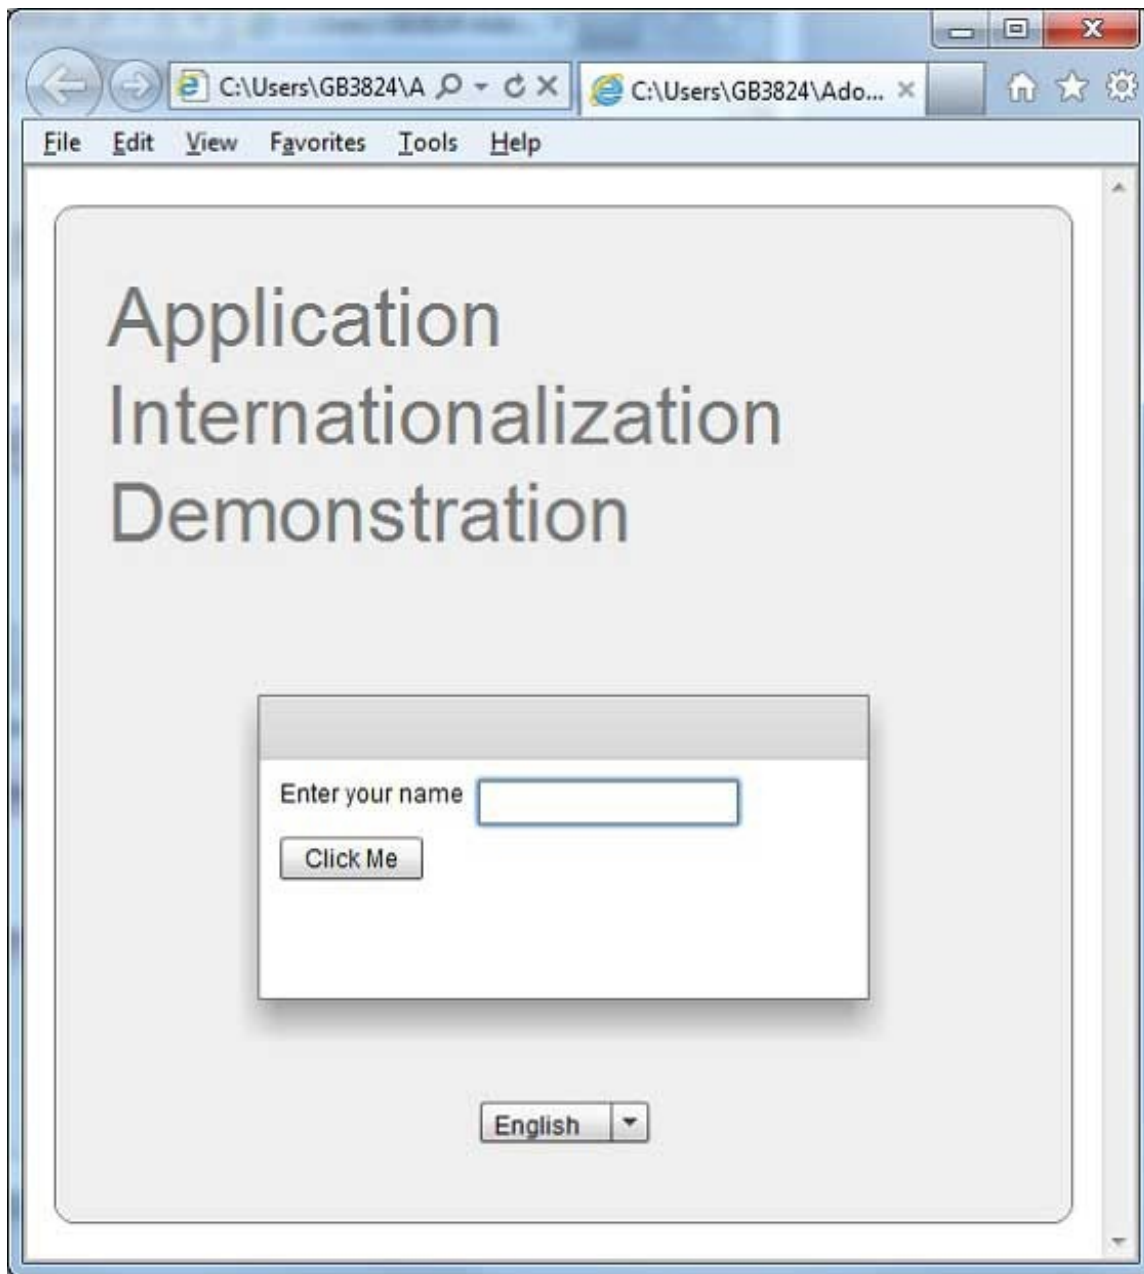 C:\Users\GB3824\A
C:\Users\GB3824\Ado...
File Edit View Favorites Tools Help
Application
Internationalization
Demonstration
Enter your name
Click Me
English